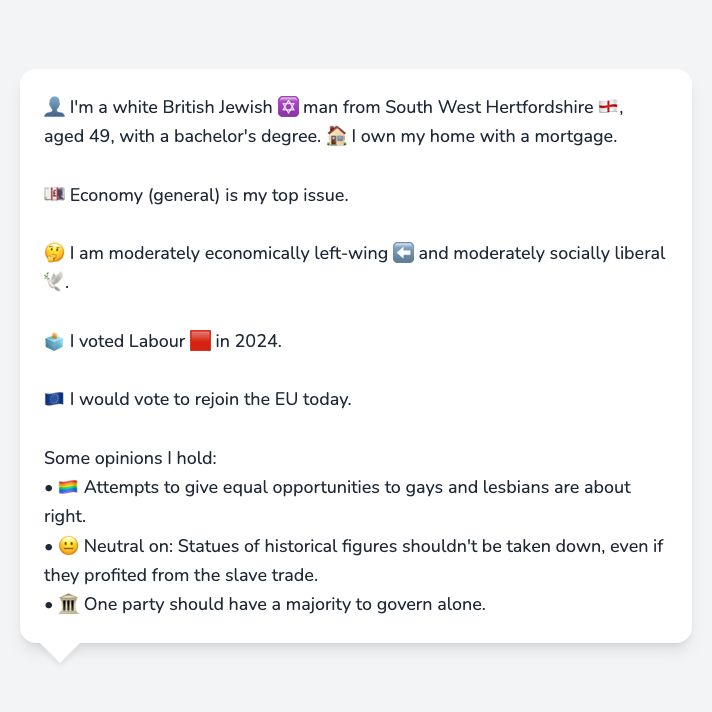 👤 I'm a white British Jewish ✡️ man from South West Hertfordshire 🏴󠁧󠁢󠁥󠁮󠁧󠁿,
aged 49, with a bachelor's degree. 🏠 I own my home with a mortgage.
💷 Economy (general) is my top issue.
🤔 I am moderately economically left-wing ⬅️ and moderately socially liberal
🕊️.
🗳️ I voted Labour 🟥 in 2024.
🇪🇺 I would vote to rejoin the EU today.
Some opinions I hold:
• 🏳️‍🌈 Attempts to give equal opportunities to gays and lesbians are about
right.
• 😐 Neutral on: Statues of historical figures shouldn't be taken down, even if
they profited from the slave trade.
• 🏛️ One party should have a majority to govern alone.